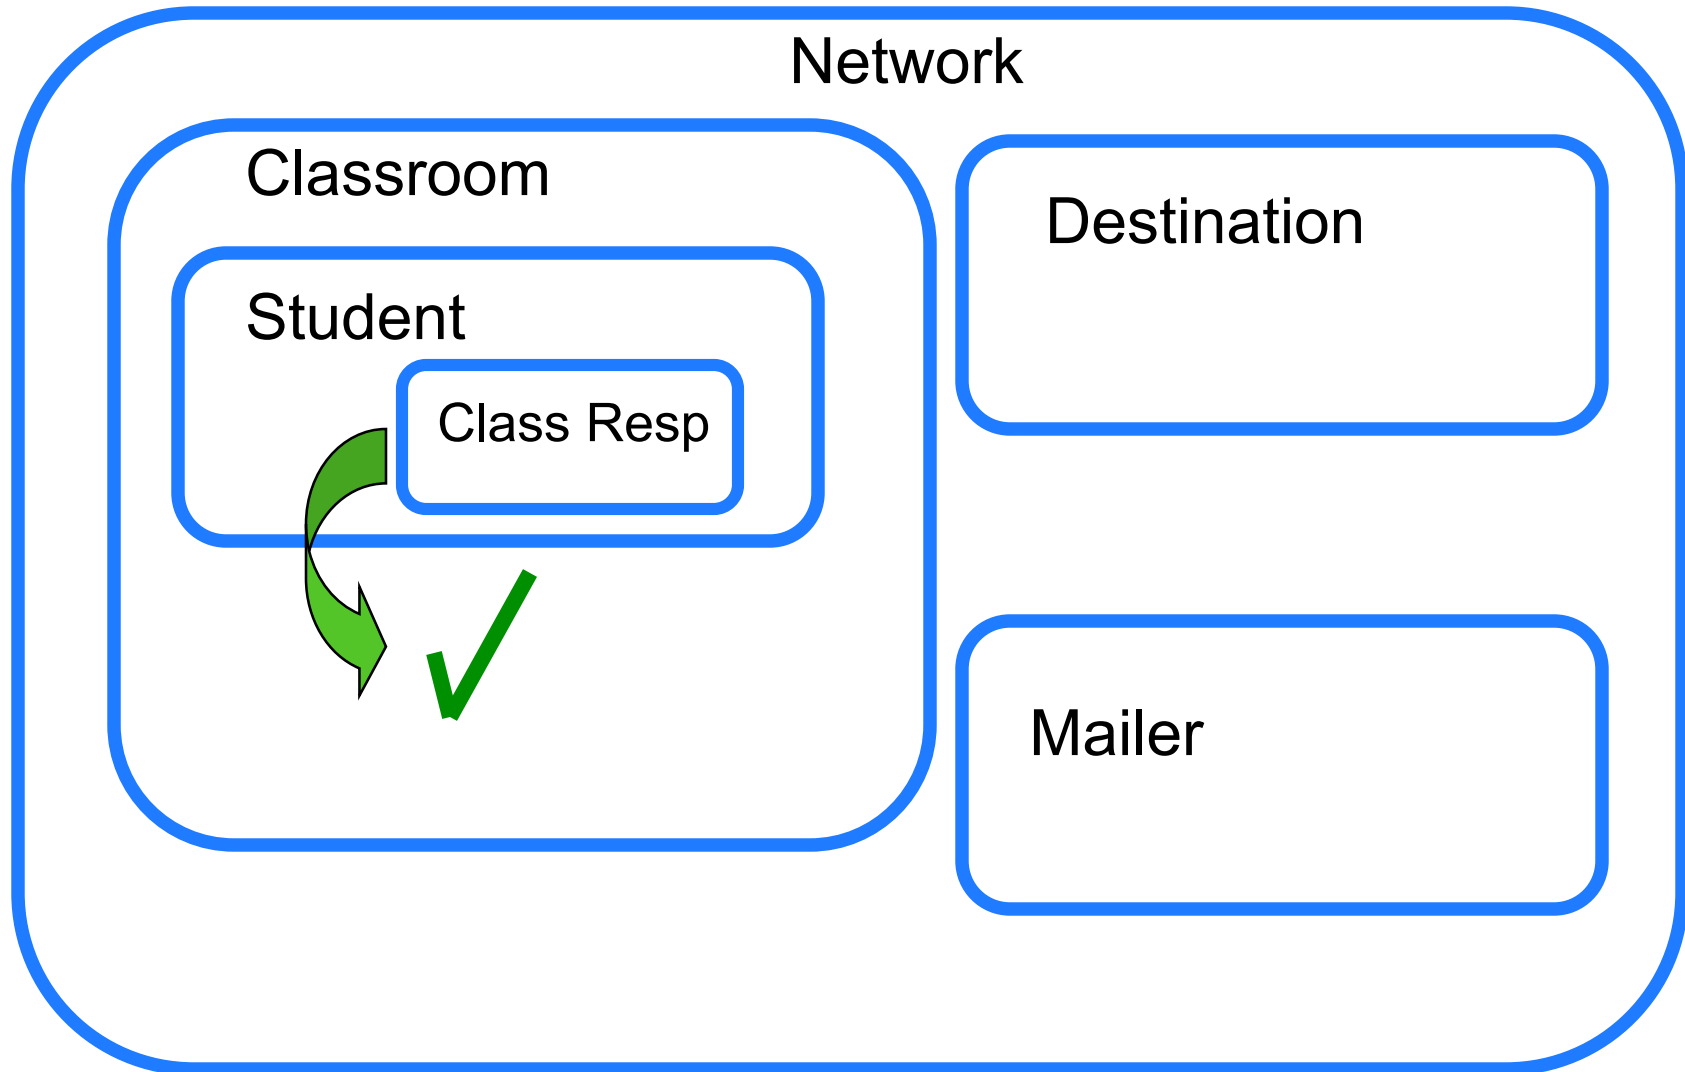 Network
Classroom
Destination
Student
Class Resp
Mailer